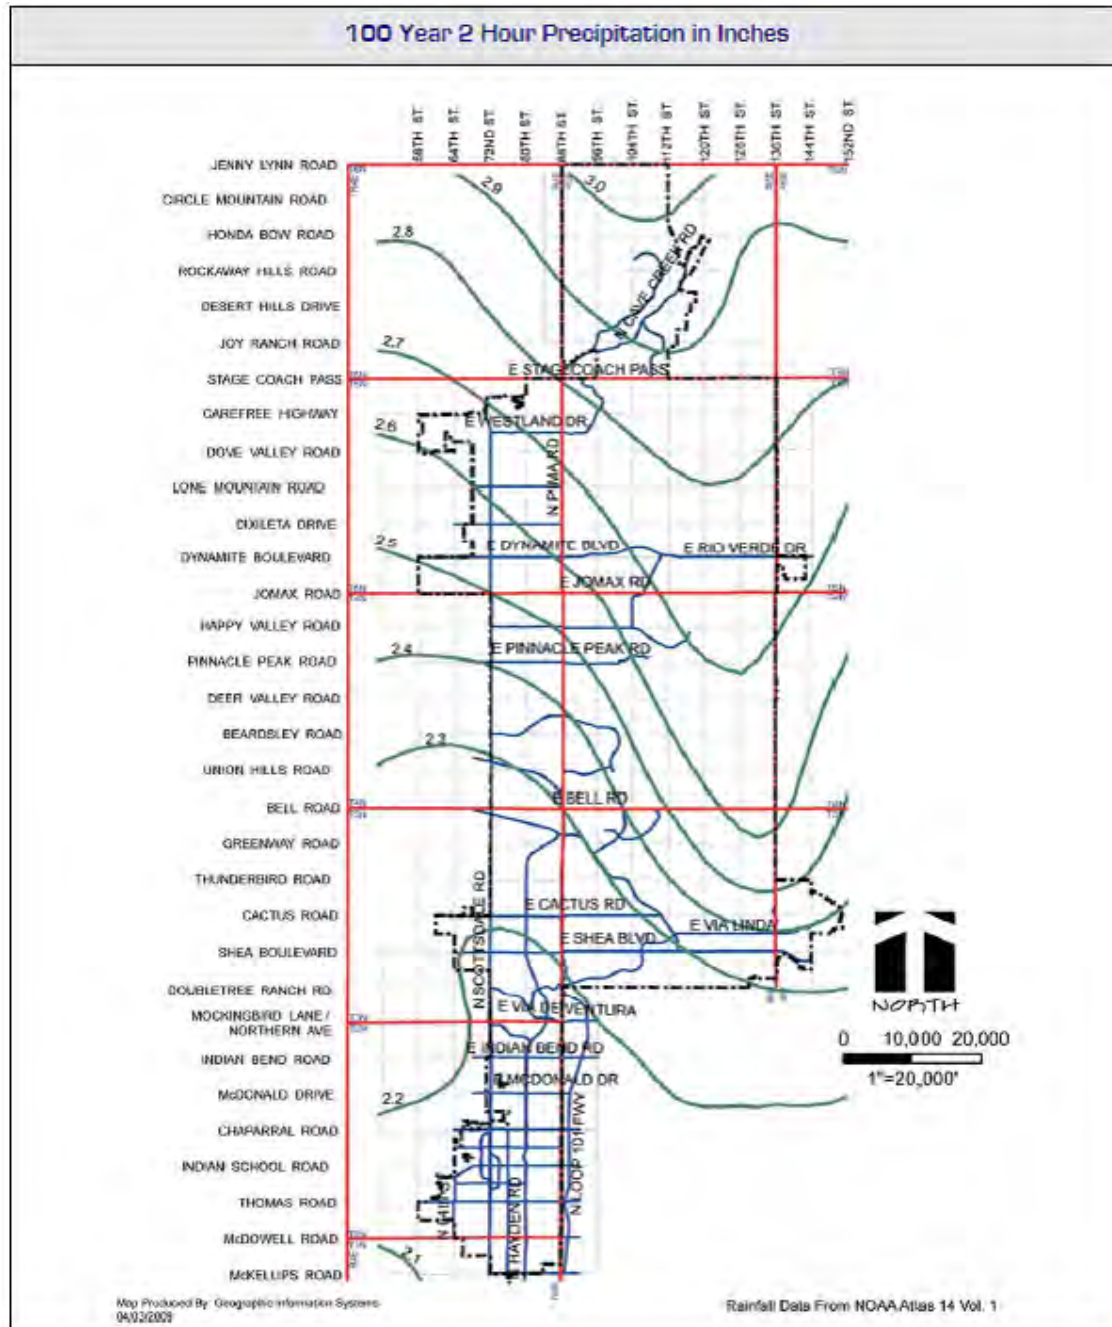 100 Year 2 Hour Precipitation in Inches
56TH ST.
64TH ST.
72ND ST.
80TH ST.
88TH ST.
96TH ST.
104TH ST.
112TH ST.
120TH ST.
128TH ST.
136TH ST.
144TH ST.
152ND ST.
JENNY LYNN ROAD
CIRCLE MOUNTAIN ROAD
HONDA BOW ROAD
ROCKAWAY HILLS ROAD
DESERT HILLS DRIVE
JOY RANCH ROAD
STAGE COACH PASS
CAREFREE HIGHWAY
DOVE VALLEY ROAD
LONE MOUNTAIN ROAD
DIXILETA DRIVE
DYNAMITE BOULEVARD
JOMAX ROAD
HAPPY VALLEY ROAD
PINNACLE PEAK ROAD
DEER VALLEY ROAD
BEARDSLEY ROAD
UNION HILLS ROAD
BELL ROAD
GREENWAY ROAD
THUNDERBIRD ROAD
CACTUS ROAD
SHEA BOULEVARD
DOUBLETREE RANCH RD.
MOCKINGBIRD LANE /
NORTHERN AVE
INDIAN BEND ROAD
McDONALD DRIVE
CHAPARRAL ROAD
INDIAN SCHOOL ROAD
THOMAS ROAD
McDOWELL ROAD
McKELLIPS ROAD
2.9
3.0
2.8
2.7
2.6
2.5
2.4
2.3
2.2
2.1
N CAVE CREEK RD
E STAGECOACH PASS
E WESTLAND DR
N PIMA RD
E DYNAMITE BLVD
E RIO VERDE DR
E JOMAX RD
E PINNACLE PEAK RD
E BELL RD
N SCOTTSDALE RD
E CACTUS RD
E VIA LINDA
E SHEA BLVD
E VIA DE VENTURA
E INDIAN BEND RD
E MCDONALD DR
N LOOP 101 FWY
N HAYDEN RD
NORTH
0 10,000 20,000
1"=20,000'
Map Produced By: Geographic Information Systems
04/03/2009
Rainfall Data From NOAA Atlas 14 Vol. 1